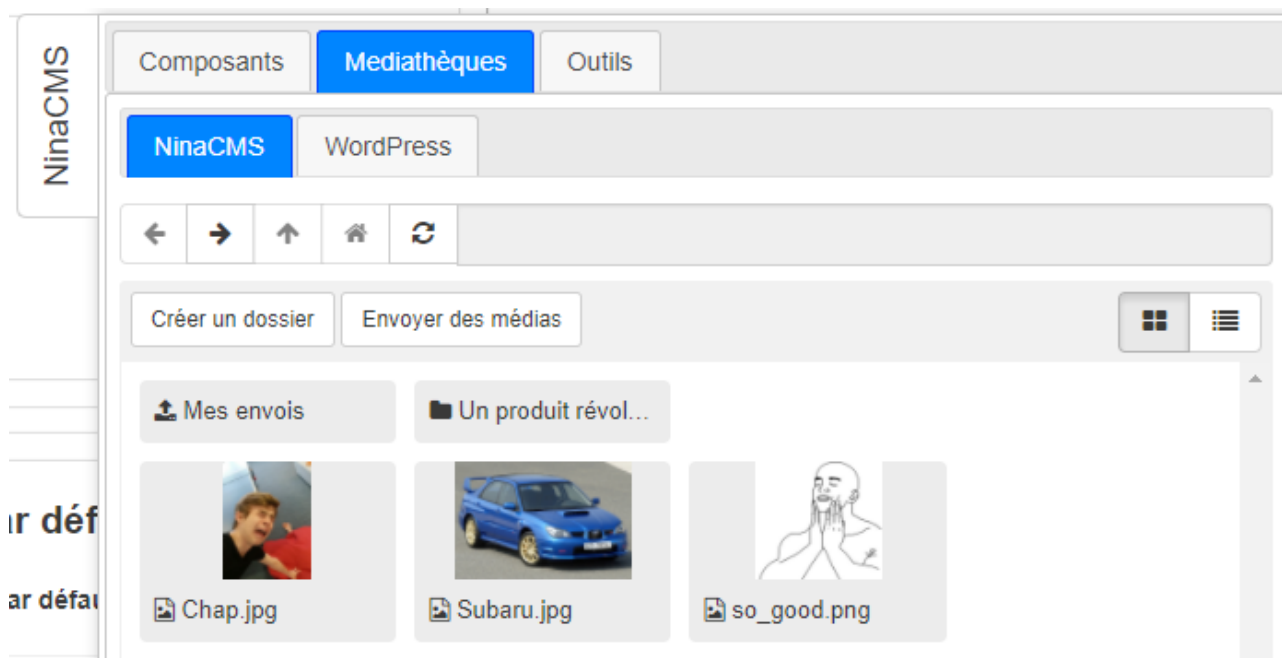 NinaCMS
Composants Mediathèques Outils
NinaCMS WordPress
Créer un dossier Envoyer des médias
Mes envois Un produit révol...
Chap.jpg Subaru.jpg so_good.png
ir déf
ar défau